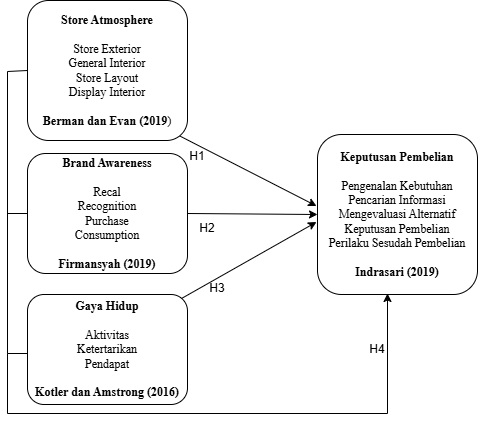 Store Atmosphere
Store Exterior
General Interior
Store Layout
Display Interior
Berman dan Evan (2019)
H1
Brand Awareness
Recal
Recognition
Purchase
Consumption
Firmansyah (2019)
H2
Gaya Hidup
Aktivitas
Ketertarikan
Pendapat
Kotler dan Amstrong (2016)
H3
Keputusan Pembelian
Pengenalan Kebutuhan
Pencarian Informasi
Mengevaluasi Alternatif
Keputusan Pembelian
Perilaku Sesudah Pembelian
Indrasari (2019)
H4